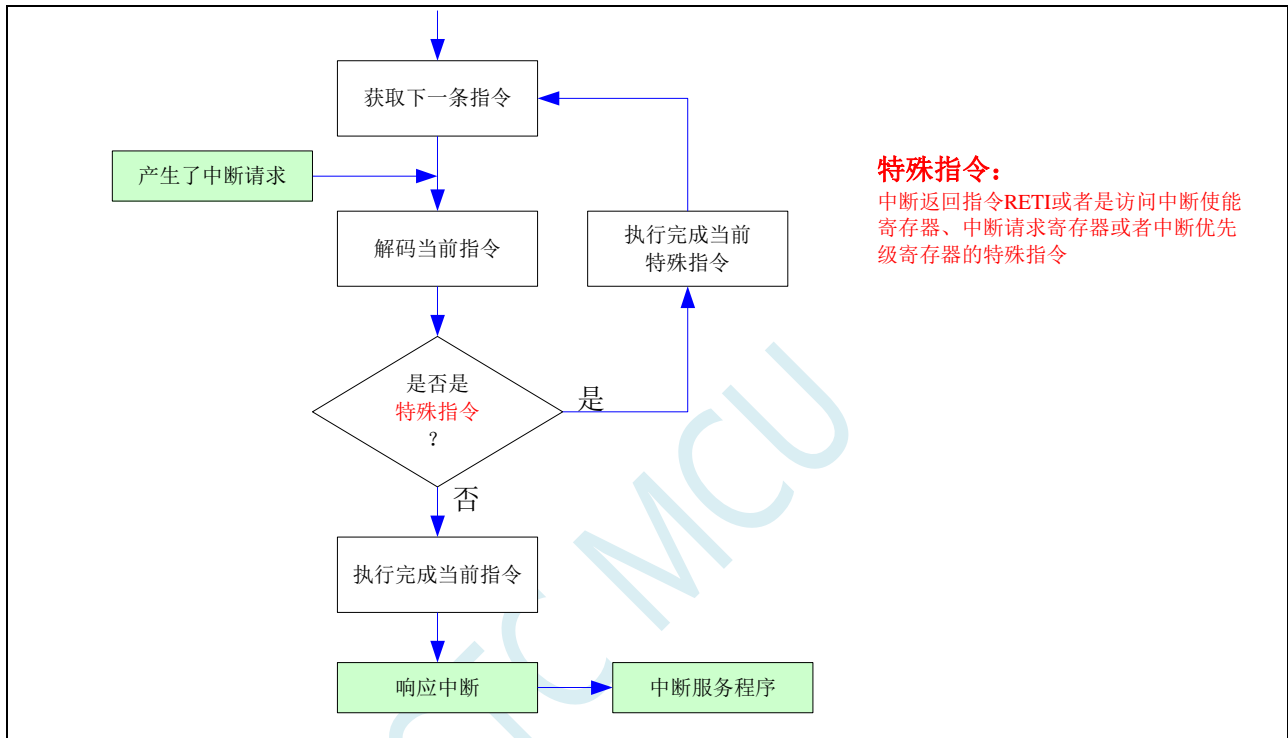 获取下一条指令
产生了中断请求
特殊指令：
中断返回指令RETI或者是访问中断使能
寄存器、中断请求寄存器或者中断优先
级寄存器的特殊指令
解码当前指令
执行完成当前
特殊指令
是否是
特殊指令
？
是
否
执行完成当前指令
响应中断
中断服务程序
STC MCU